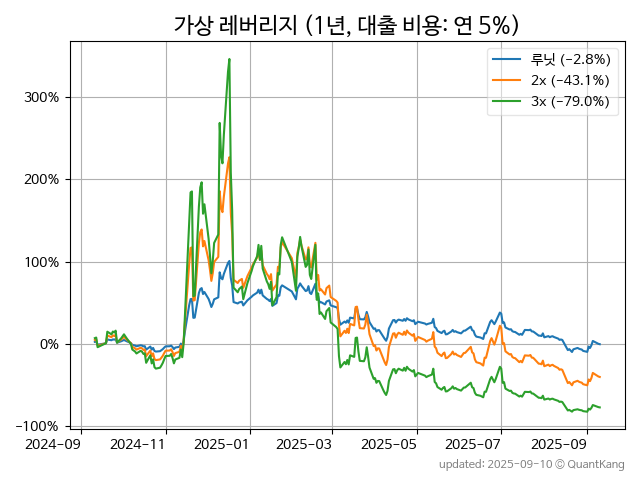 가상 레버리지 (1년, 대출 비용: 연 5%)
루닛 (−2.8%)
2x (−43.1%)
3x (−79.0%)
300%
200%
100%
0%
−100%
2024-09 2024-11 2025-01 2025-03 2025-05 2025-07 2025-09
updated: 2025-09-10 © QuantKang